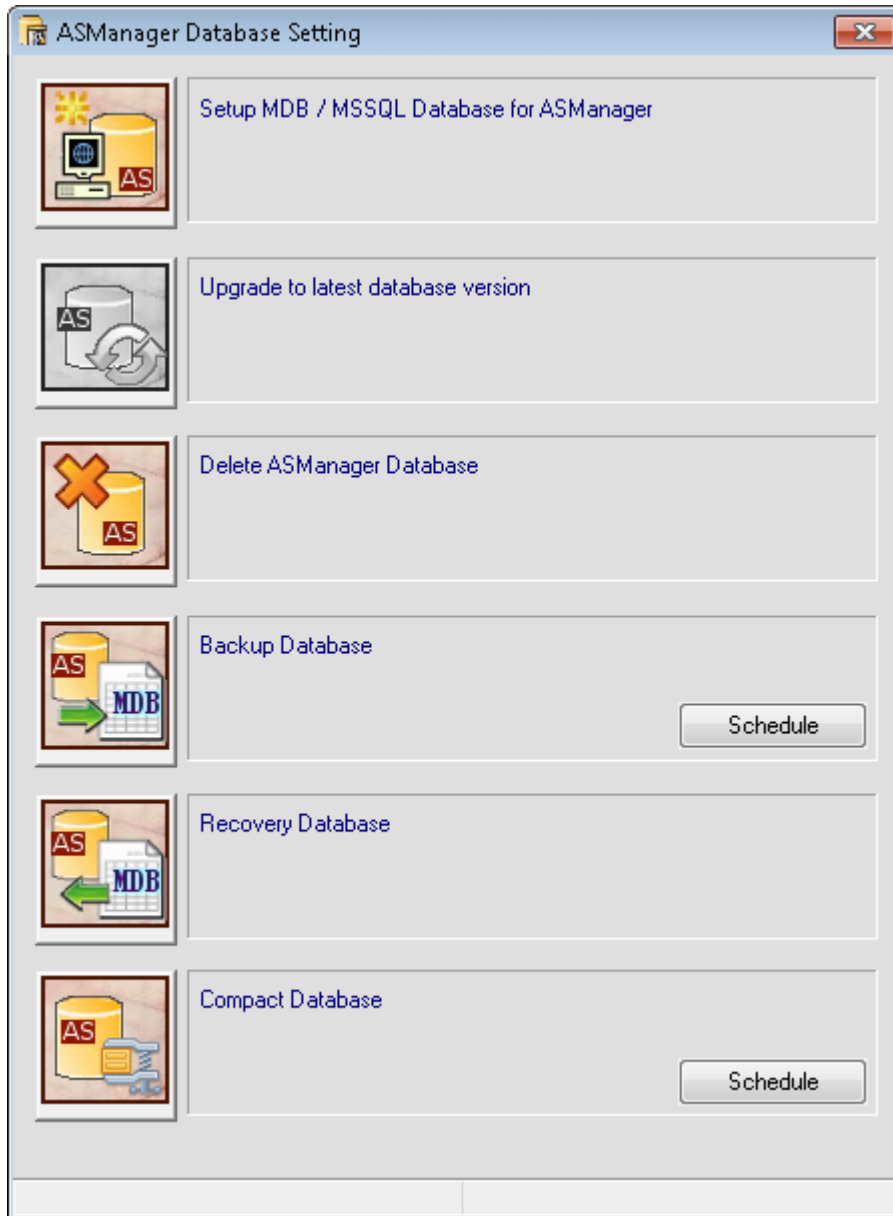 ASManager Database Setting
AS
Setup MDB / MSSQL Database for ASManager
AS
Upgrade to latest database version
AS
Delete ASManager Database
AS
MDB
Backup Database
Schedule
AS
MDB
Recovery Database
AS
Compact Database
Schedule